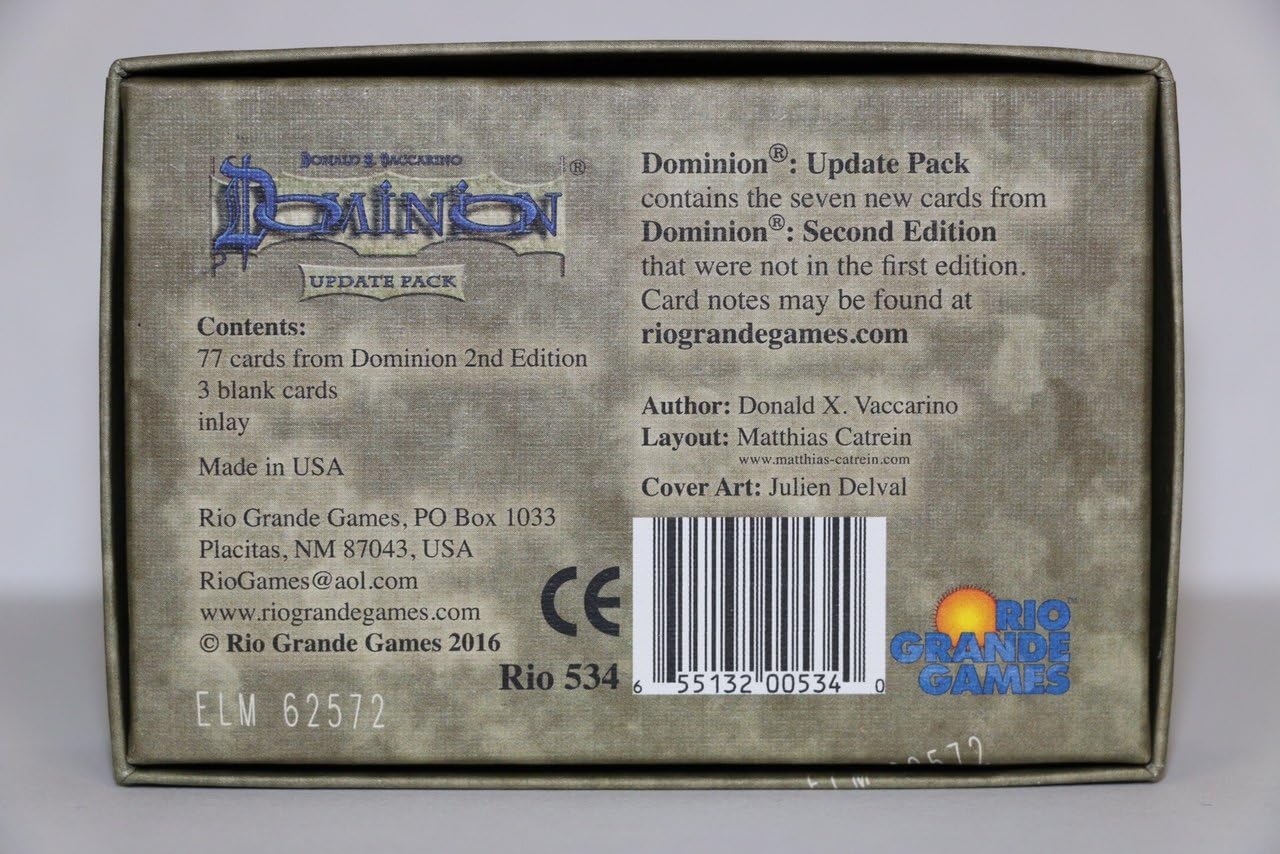 DONALD X. VACCARINO
DOMINION®
UPDATE PACK
Contents:
77 cards from Dominion 2nd Edition
3 blank cards
inlay
Made in USA
Rio Grande Games, PO Box 1033
Placitas, NM 87043, USA
RioGames@aol.com
www.riograndegames.com
© Rio Grande Games 2016
ELM 62572
Dominion®: Update Pack
contains the seven new cards from
Dominion®: Second Edition
that were not in the first edition.
Card notes may be found at
riograndegames.com
Author: Donald X. Vaccarino
Layout: Matthias Catrein
www.matthias-catrein.com
Cover Art: Julien Delval
CE
Rio 534
6 55132 00534 0
RIO™
GRANDE
GAMES